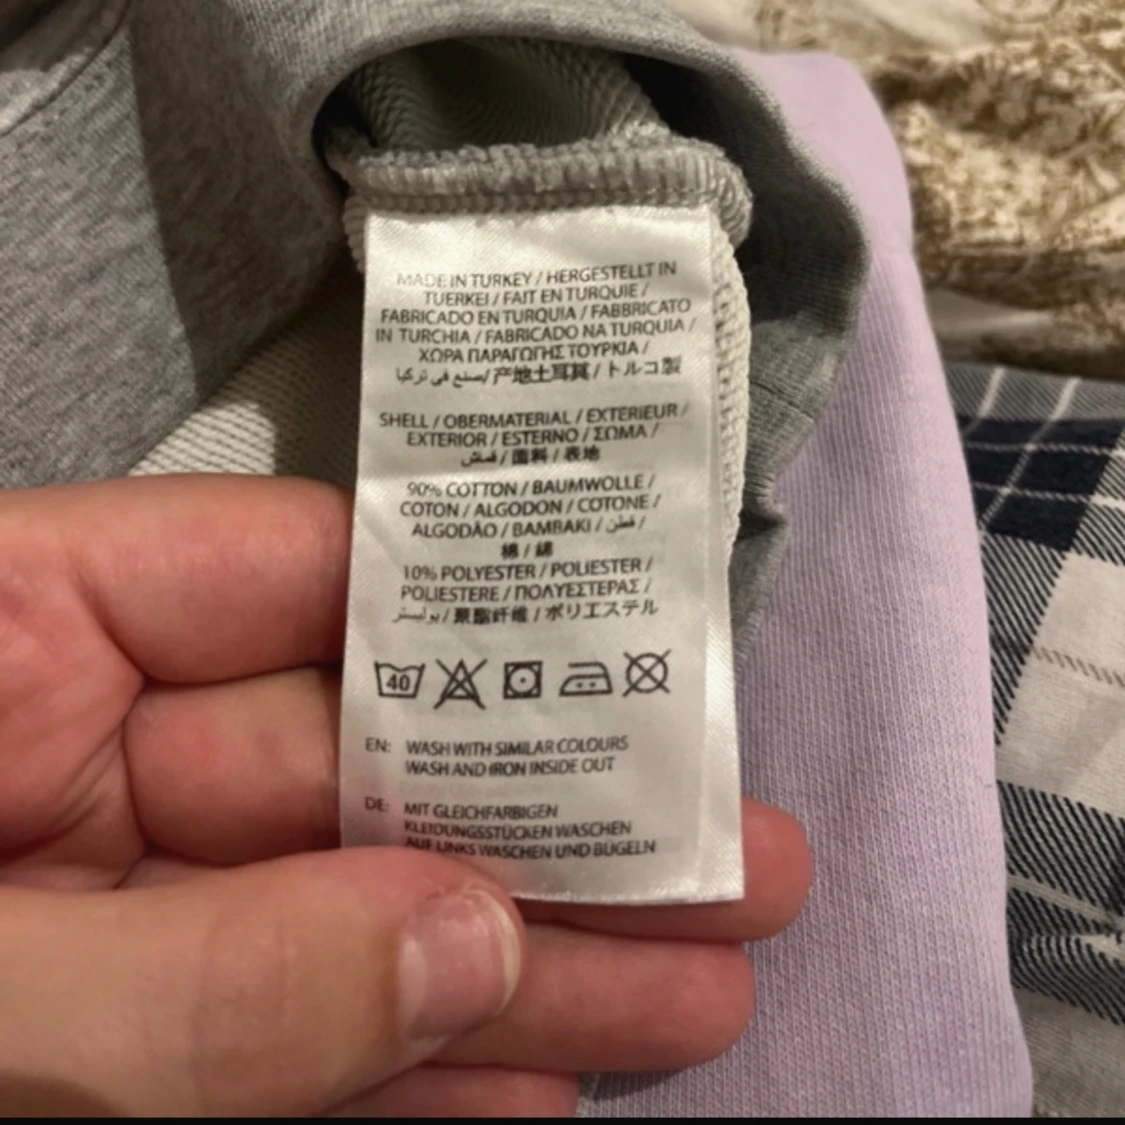 MADE IN TURKEY / HERGESTELLT IN
TUERKEI / FAIT EN TURQUIE /
FABRICADO EN TURQUIA / FABBRICATO
IN TURCHIA / FABRICADO NA TURQUIA /
ΧΩΡΑ ΠΑΡΑΓΩΓΗΣ ΤΟΥΡΚΙΑ /
صنع في تركيا / 产地土耳其 / トルコ製
SHELL / OBERMATERIAL / EXTERIEUR /
EXTERIOR / ESTERNO / ΣΩΜΑ /
قماش / 面料 / 表地
90% COTTON / BAUMWOLLE /
COTON / ALGODON / COTONE /
ALGODÃO / BAMBAKI / قطن /
棉 / 綿
10% POLYESTER / POLIESTER /
POLIESTERE / ΠΟΛΥΕΣΤΕΡΑΣ /
بوليستر / 聚酯纤维 / ポリエステル
40
EN: WASH WITH SIMILAR COLOURS
WASH AND IRON INSIDE OUT
DE: MIT GLEICHFARBIGEN
KLEIDUNGSSTÜCKEN WASCHEN
AUF LINKS WASCHEN UND BÜGELN